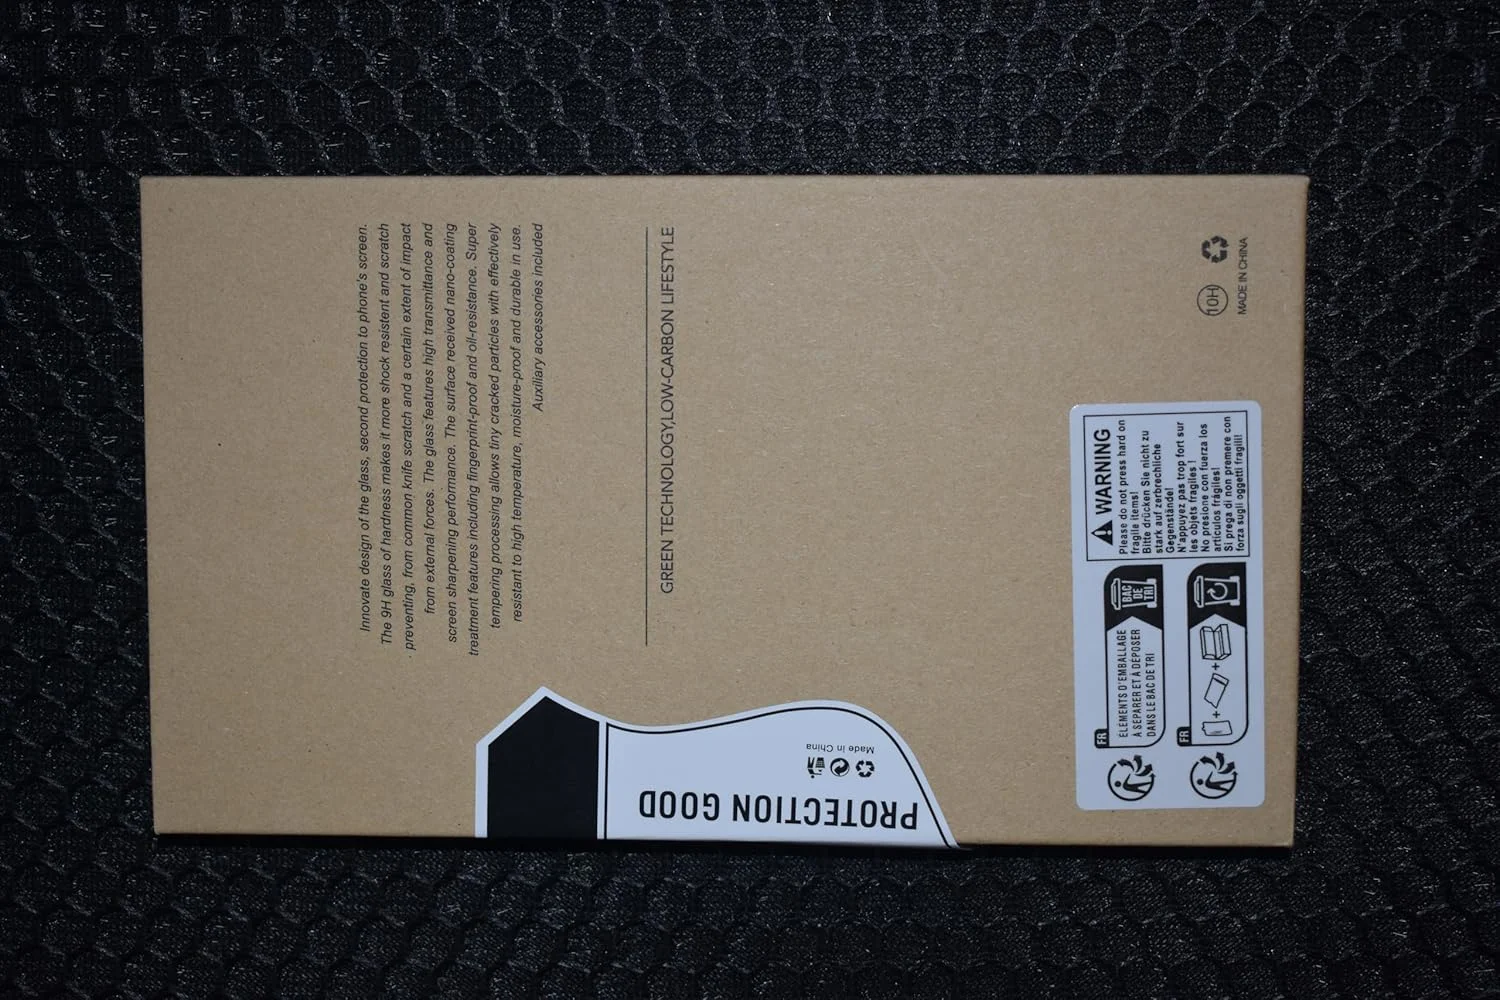 Innovate design of the glass, second protection to phone's screen.
The 9H glass of hardness makes it more shock resistent and scratch
preventing, from common knife scratch and a certain extent of impact
from external forces. The glass features high transmittance and
screen sharpening performance. The surface received nano-coating
treatment features including fingerprint-proof and oil-resistance. Super
tempering processing allows tiny cracked particles with effectively
resistant to high temperature, moisture-proof and durable in use.
Auxiliary accessories included
GREEN TECHNOLOGY,LOW-CARBON LIFESTYLE
10H
MADE IN CHINA
WARNING
Please do not press hard on
fragile items!
Bitte drücken Sie nicht zu
stark auf zerbrechliche
Gegenstände!
N'appuyez pas trop fort sur
les objets fragiles !
No presione con fuerza los
artículos frágiles!
Si prega di non premere con
forza sugli oggetti fragili!
FR
ÉLÉMENTS D'EMBALLAGE
À SÉPARER ET À DÉPOSER
DANS LE BAC DE TRI
BAC
DE
TRI
FR
+
+
PROTECTION GOOD
Made in China